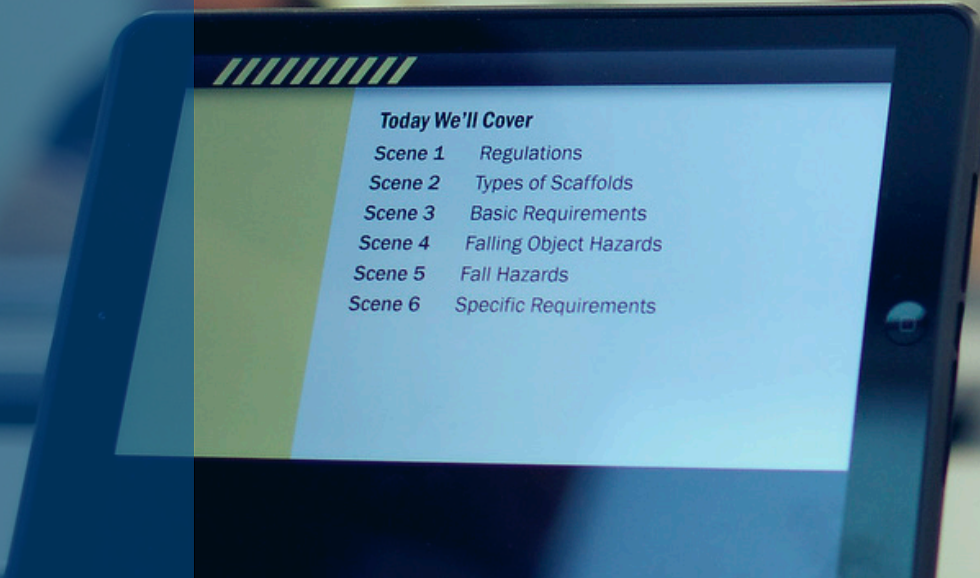 Today We'll Cover
Scene 1 Regulations
Scene 2 Types of Scaffolds
Scene 3 Basic Requirements
Scene 4 Falling Object Hazards
Scene 5 Fall Hazards
Scene 6 Specific Requirements